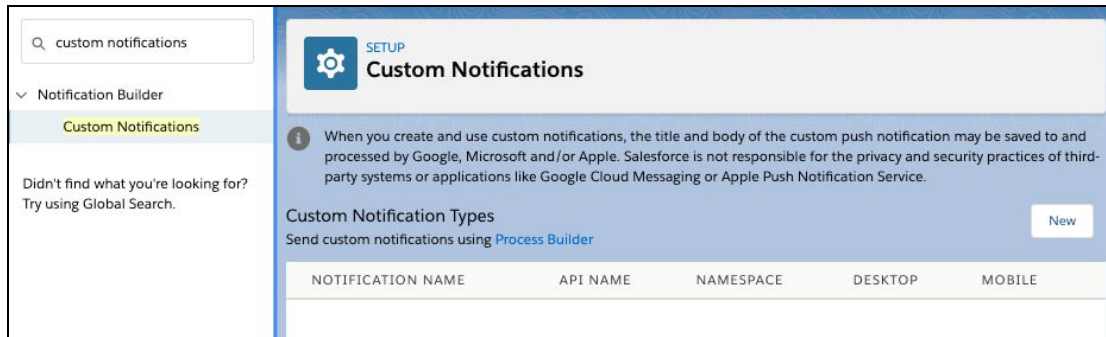 custom notifications
Notification Builder
Custom Notifications
Didn't find what you're looking for?
Try using Global Search.
SETUP
Custom Notifications
When you create and use custom notifications, the title and body of the custom push notification may be saved to and
processed by Google, Microsoft and/or Apple. Salesforce is not responsible for the privacy and security practices of third-
party systems or applications like Google Cloud Messaging or Apple Push Notification Service.
Custom Notification Types
New
Send custom notifications using Process Builder
NOTIFICATION NAME API NAME NAMESPACE DESKTOP MOBILE